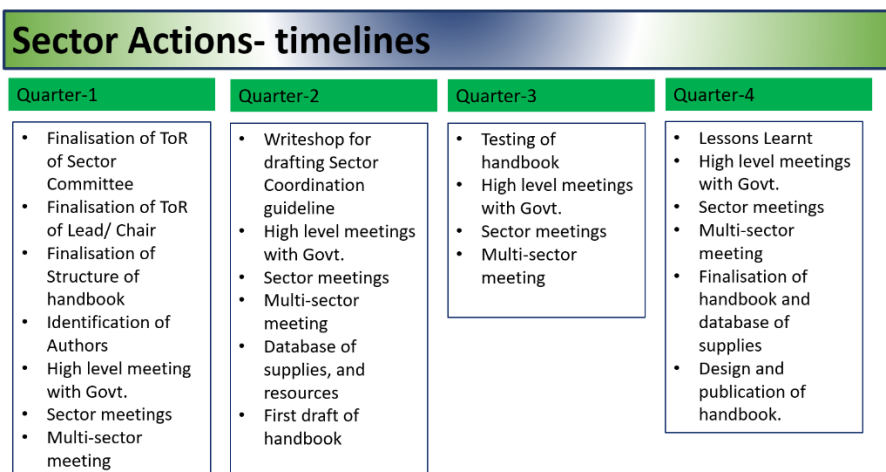 Sector Actions- timelines
Quarter-1
• Finalisation of ToR
of Sector
Committee
• Finalisation of ToR
of Lead/ Chair
• Finalisation of
Structure of
handbook
• Identification of
Authors
• High level meeting
with Govt.
• Sector meetings
• Multi-sector
meeting
Quarter-2
• Writeshop for
drafting Sector
Coordination
guideline
• High level meetings
with Govt.
• Sector meetings
• Multi-sector
meeting
• Database of
supplies, and
resources
• First draft of
handbook
Quarter-3
• Testing of
handbook
• High level meetings
with Govt.
• Sector meetings
• Multi-sector
meeting
Quarter-4
• Lessons Learnt
• High level meetings
with Govt.
• Sector meetings
• Multi-sector
meeting
• Finalisation of
handbook and
database of
supplies
• Design and
publication of
handbook.